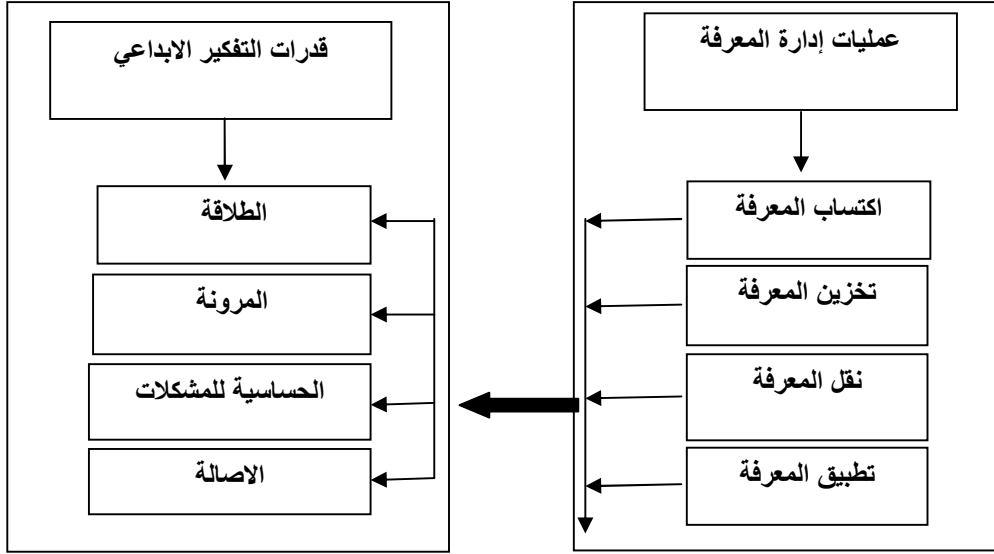 عمليات إدارة المعرفة
اكتساب المعرفة
تخزين المعرفة
نقل المعرفة
تطبيق المعرفة
قدرات التفكير الابداعي
الطلاقة
المرونة
الحساسية للمشكلات
الاصالة